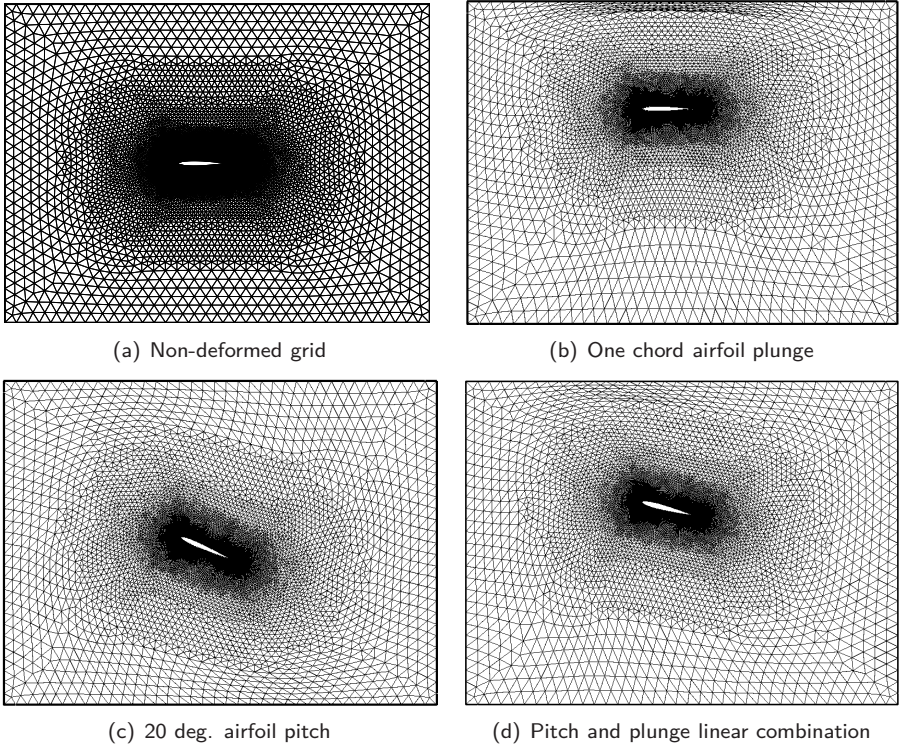 (a) Non-deformed grid
(b) One chord airfoil plunge
(c) 20 deg. airfoil pitch
(d) Pitch and plunge linear combination